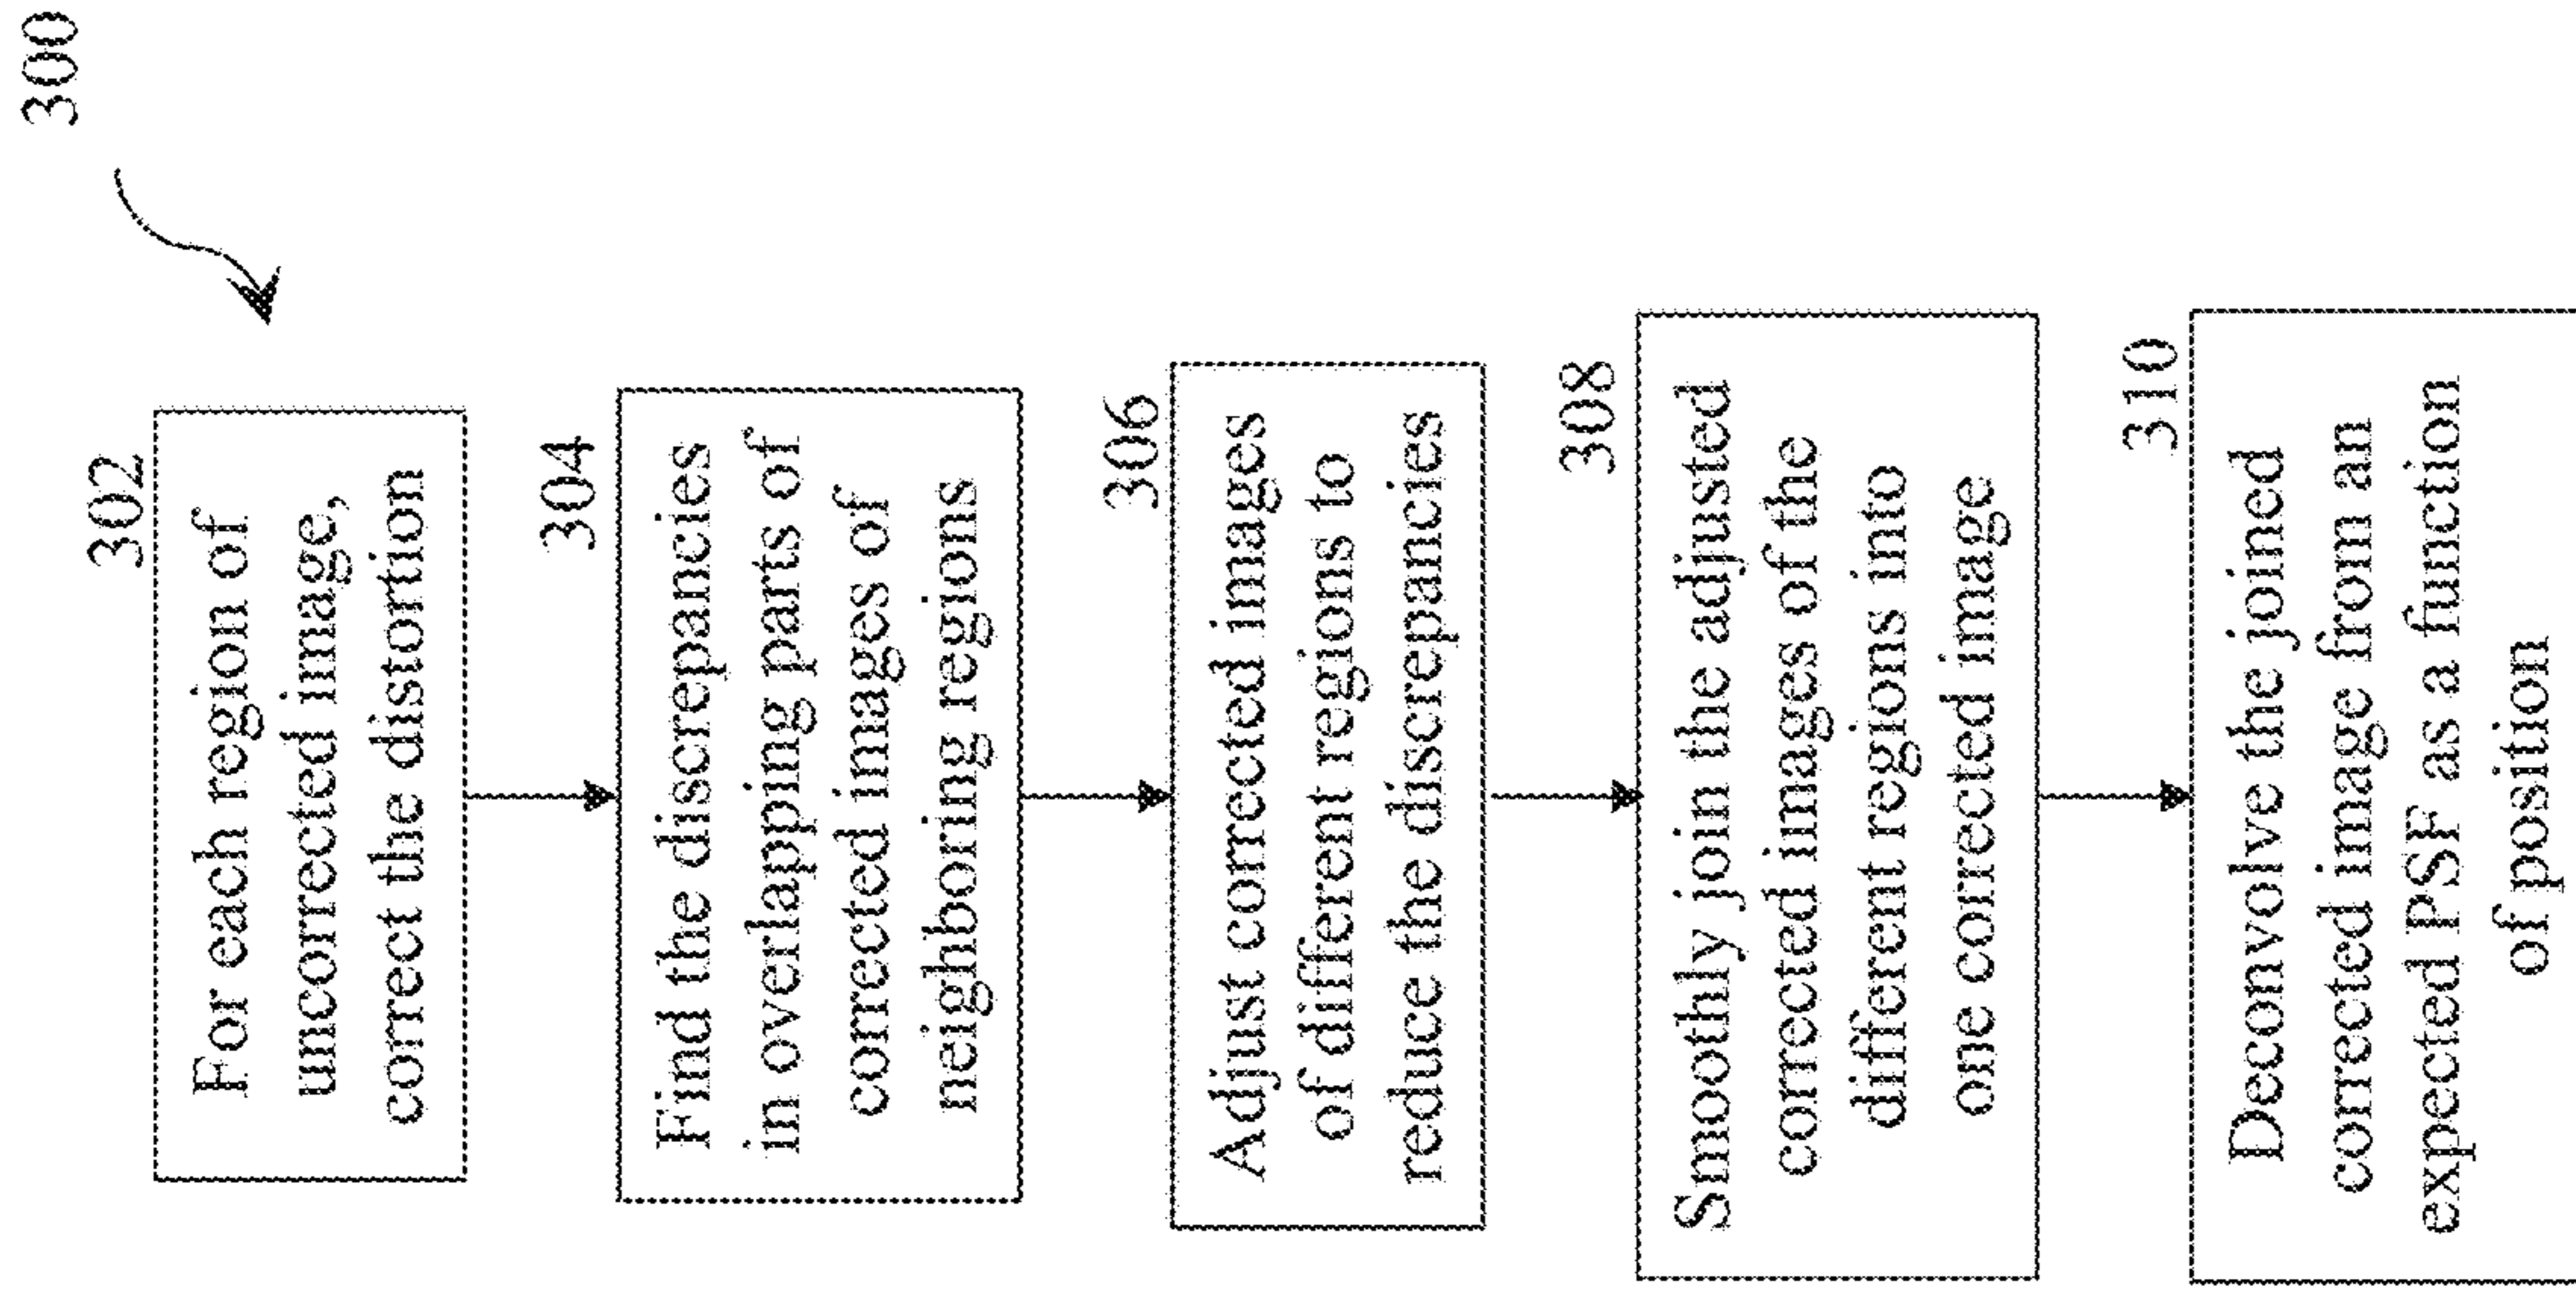 300
302
For each region of
uncorrected image,
correct the distortion
304
Find the discrepancies
in overlapping parts of
corrected images of
neighboring regions
306
Adjust corrected images
of different regions to
reduce the discrepancies
308
Smoothly join the adjusted
corrected images of the
different regions into
one corrected image
310
Deconvolve the joined
corrected image from an
expected PSF as a function
of position